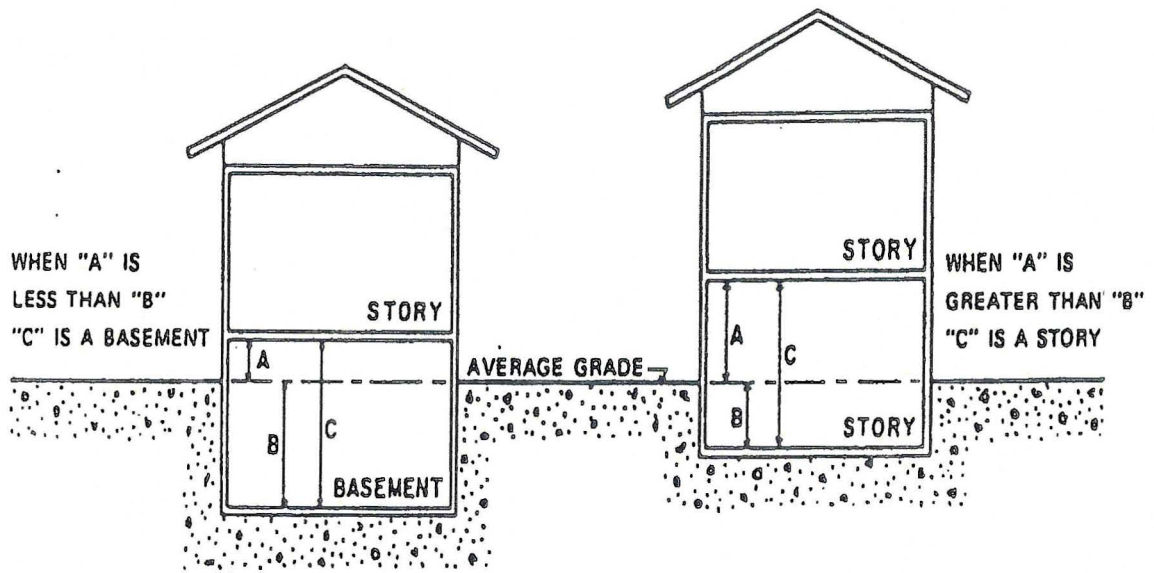 WHEN "A" IS
LESS THAN "B"
"C" IS A BASEMENT
STORY
A
B
C
BASEMENT
AVERAGE GRADE
STORY
A
B
C
STORY
WHEN "A" IS
GREATER THAN "B"
"C" IS A STORY